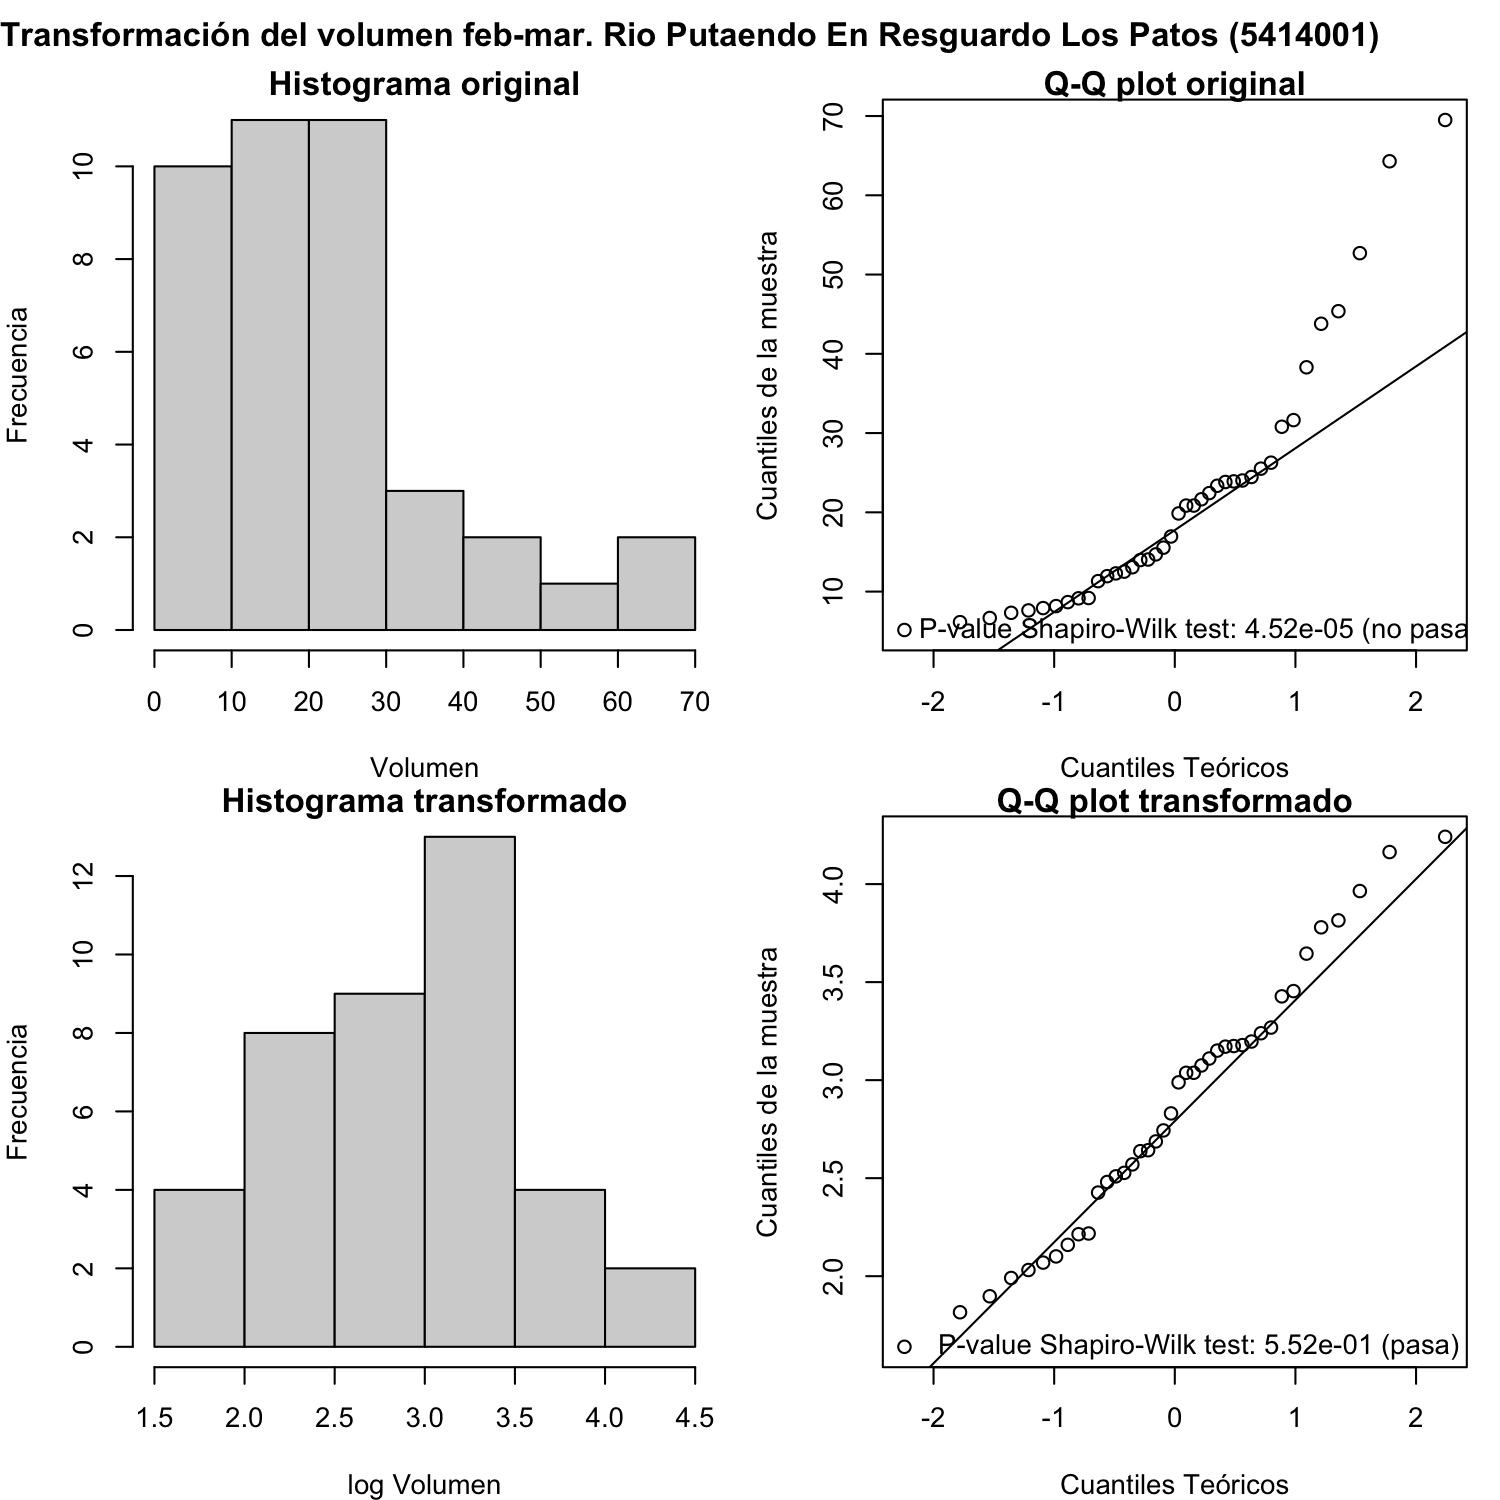 Transformación del volumen feb-mar. Rio Putaendo En Resguardo Los Patos (5414001)
Histograma original
Frecuencia
0 2 4 6 8 10
0 10 20 30 40 50 60 70
Volumen
Q-Q plot original
Cuantiles de la muestra
10 20 30 40 50 60 70
P-value Shapiro-Wilk test: 4.52e-05 (no pasa
-2 -1 0 1 2
Cuantiles Teóricos
Histograma transformado
Frecuencia
0 2 4 6 8 10 12
1.5 2.0 2.5 3.0 3.5 4.0 4.5
log Volumen
Q-Q plot transformado
Cuantiles de la muestra
2.0 2.5 3.0 3.5 4.0
P-value Shapiro-Wilk test: 5.52e-01 (pasa)
-2 -1 0 1 2
Cuantiles Teóricos